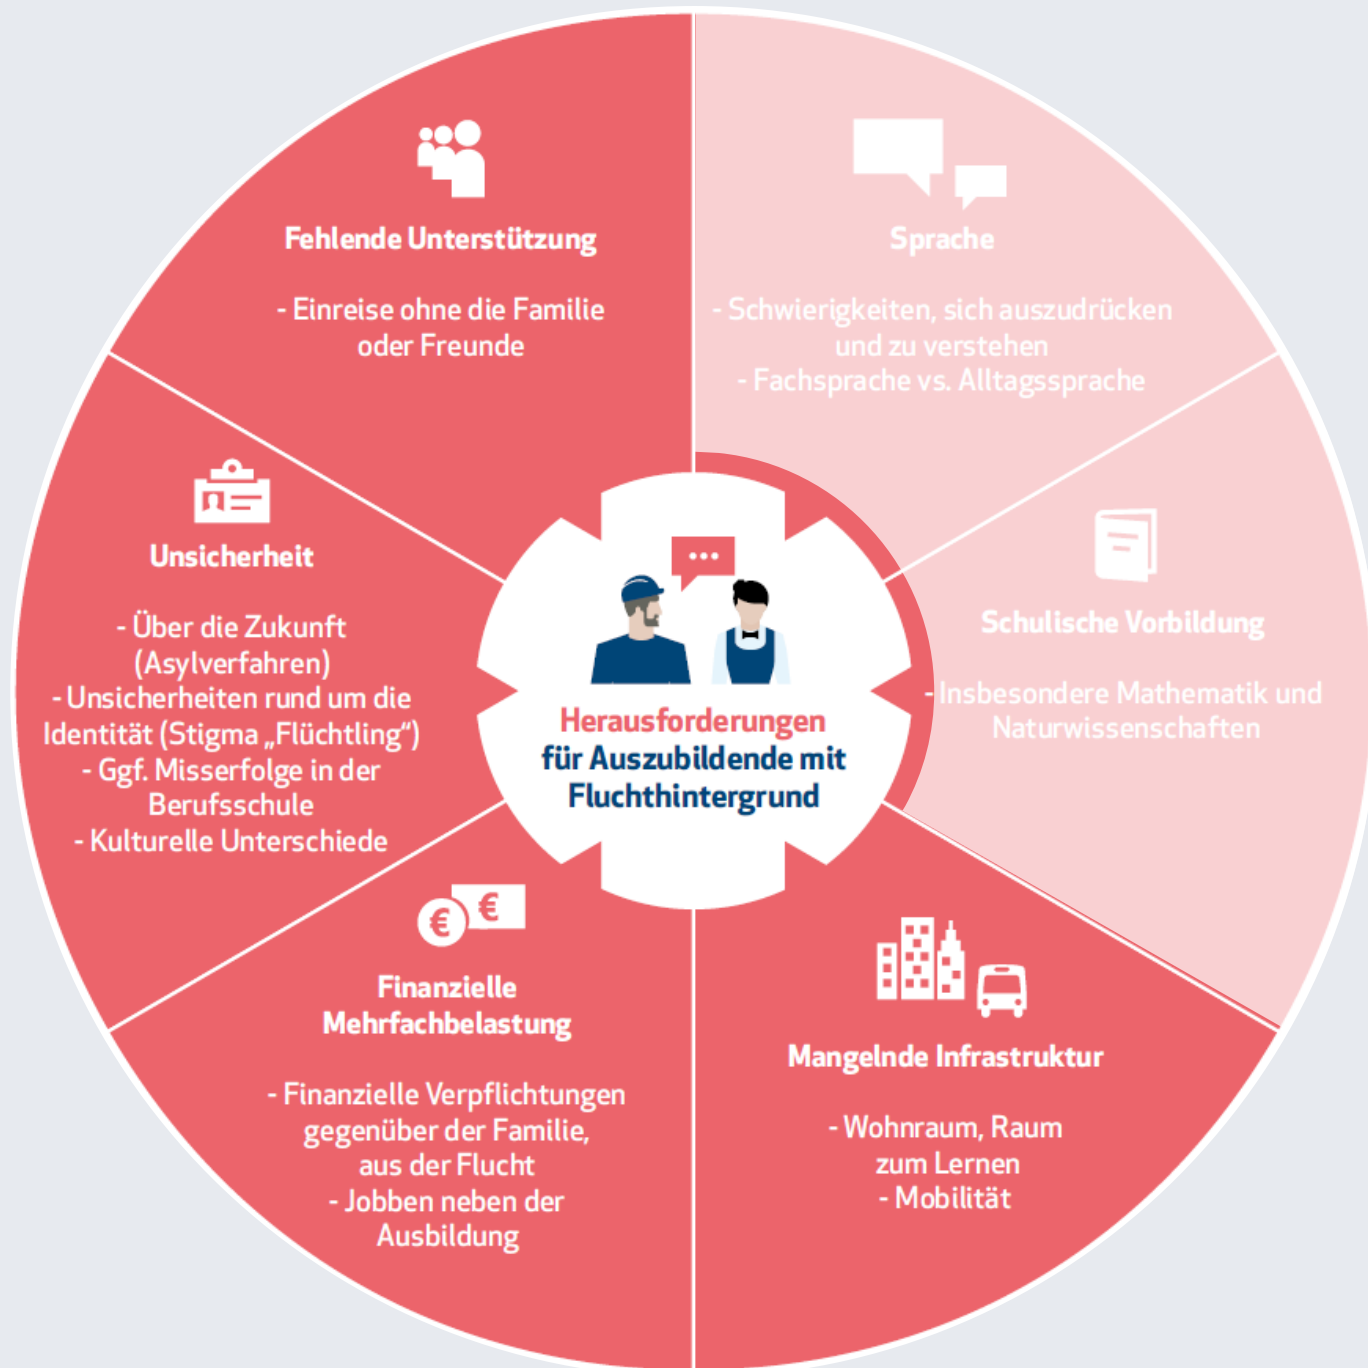 Fehlende Unterstützung
- Einreise ohne die Familie
oder Freunde
Sprache
- Schwierigkeiten, sich auszudrücken
und zu verstehen
- Fachsprache vs. Alltagssprache
Unsicherheit
- Über die Zukunft
(Asylverfahren)
- Unsicherheiten rund um die
Identität (Stigma „Flüchtling“)
- Ggf. Misserfolge in der
Berufsschule
- Kulturelle Unterschiede
Herausforderungen
für Auszubildende mit
Fluchthintergrund
Schulische Vorbildung
- Insbesondere Mathematik und
Naturwissenschaften
€ €
Finanzielle
Mehrfachbelastung
- Finanzielle Verpflichtungen
gegenüber der Familie,
aus der Flucht
- Jobben neben der
Ausbildung
Mangelnde Infrastruktur
- Wohnraum, Raum
zum Lernen
- Mobilität